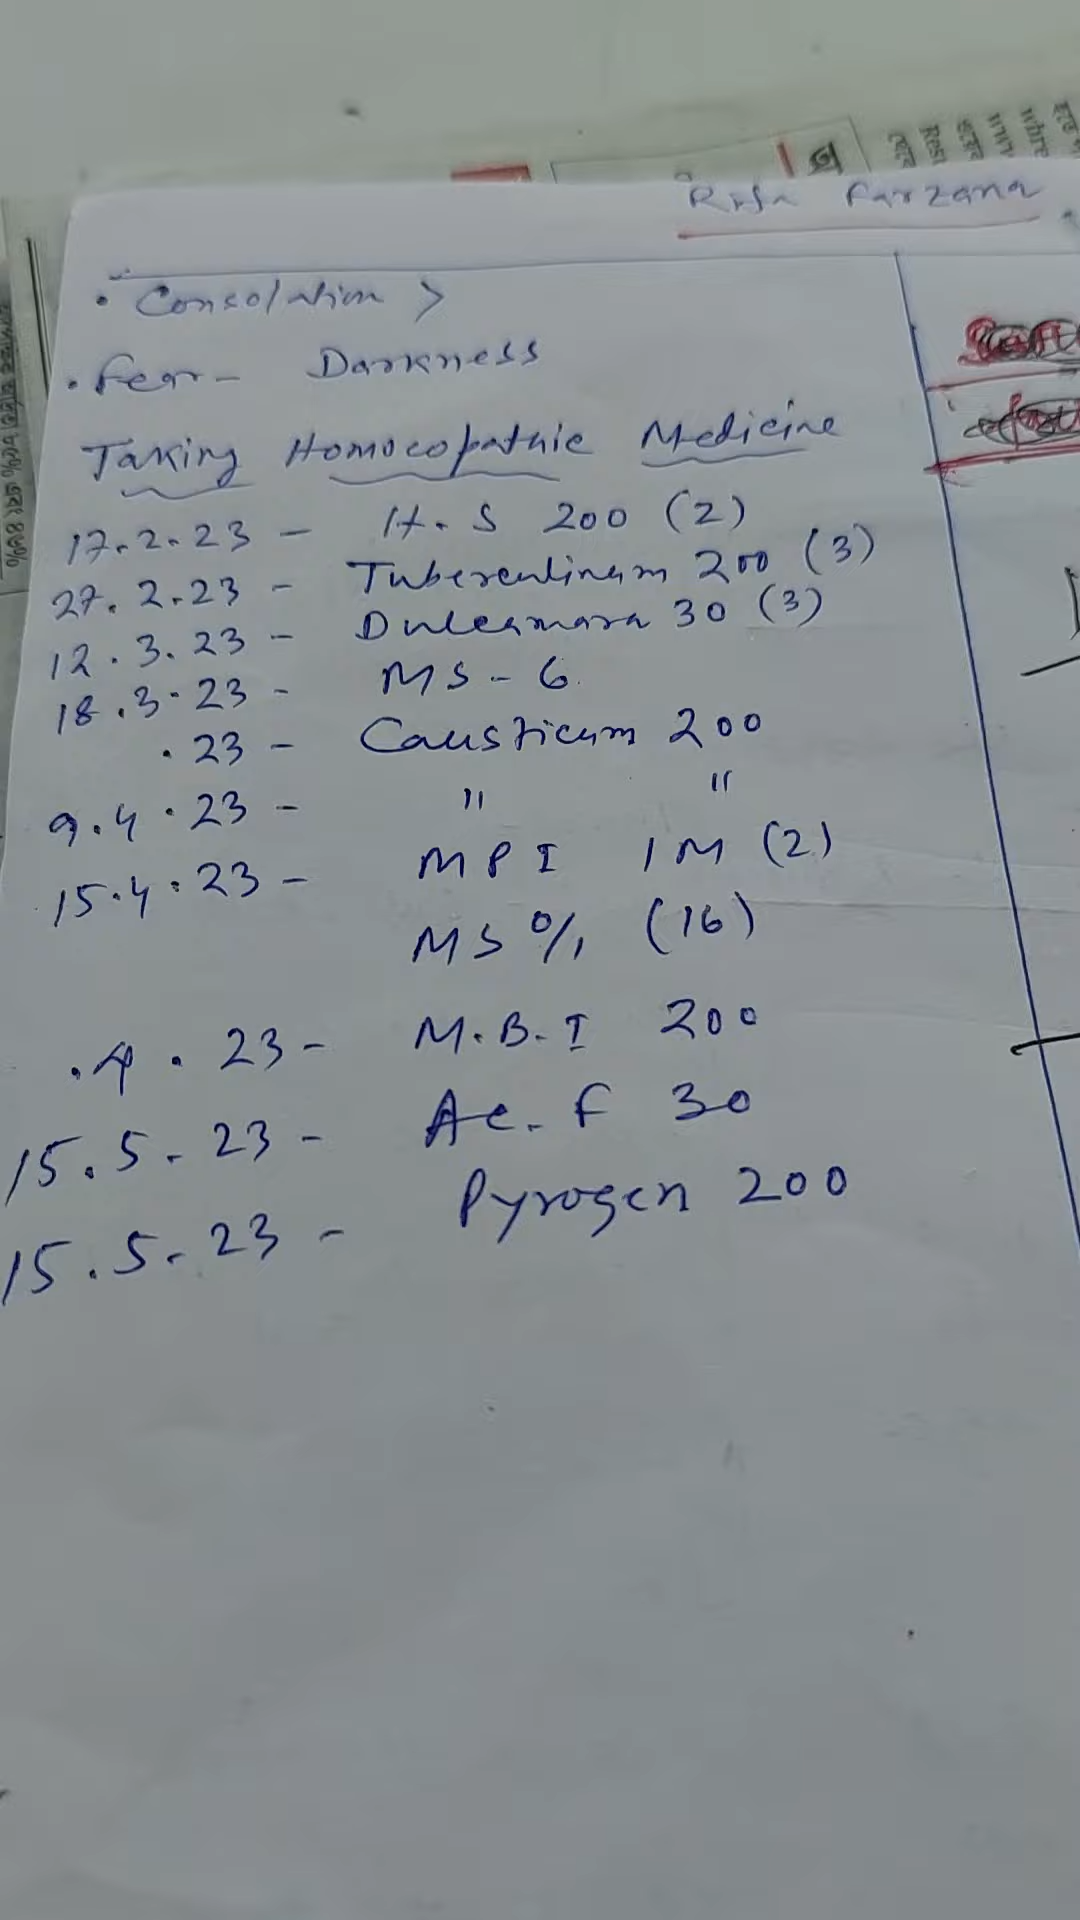 Rifa Farzana
• Consolation >
• Fear - Darkness
Taking Homoeopathic Medicine
17.2.23 - H.S 200 (2)
27.2.23 - Tuberculinum 200 (3)
12.3.23 - Dulcamara 30 (3)
18.3.23 - MS - 6
.23 - Causticum 200
9.4.23 - " "
15.4.23 - MPI 1M (2)
MS % (16)
.4.23 - M.B.I 200
15.5.23 - Ac. F 30
15.5.23 - Pyrogen 200